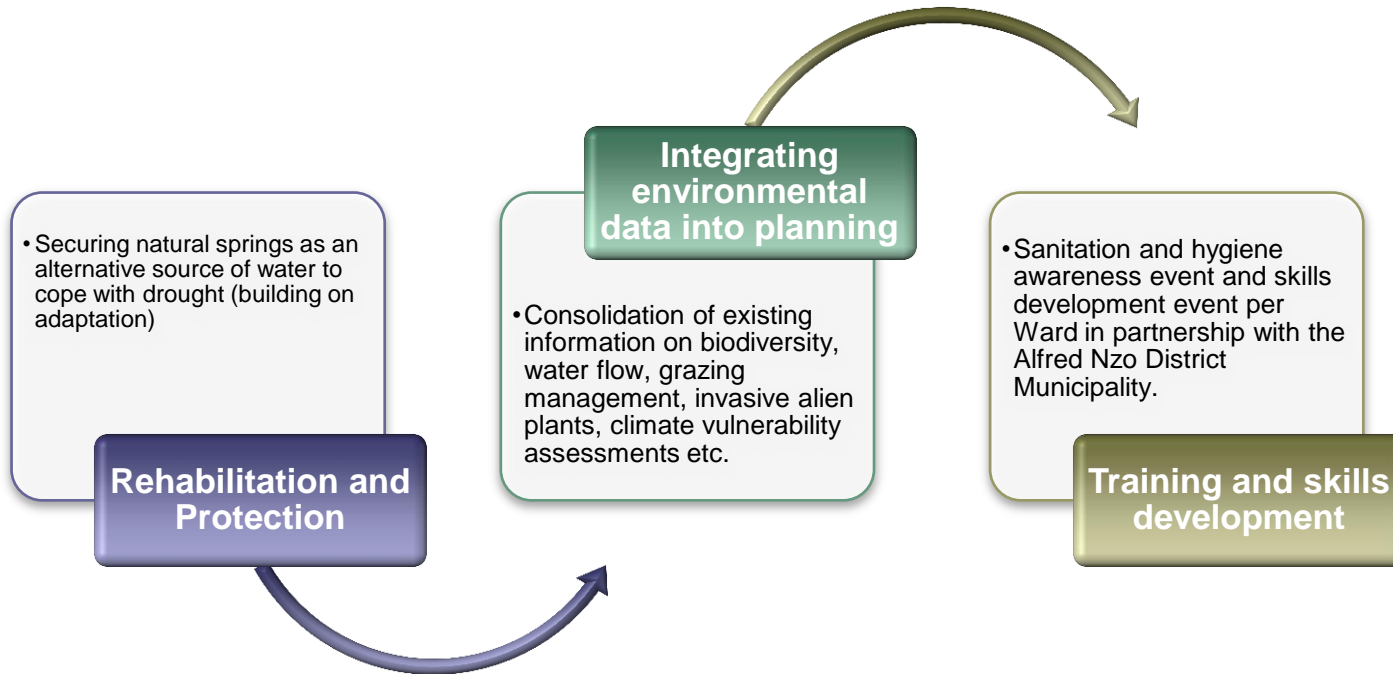 • Securing natural springs as an
alternative source of water to
cope with drought (building on
adaptation)
Rehabilitation and
Protection
Integrating
environmental
data into planning
• Consolidation of existing
information on biodiversity,
water flow, grazing
management, invasive alien
plants, climate vulnerability
assessments etc.
• Sanitation and hygiene
awareness event and skills
development event per
Ward in partnership with the
Alfred Nzo District
Municipality.
Training and skills
development